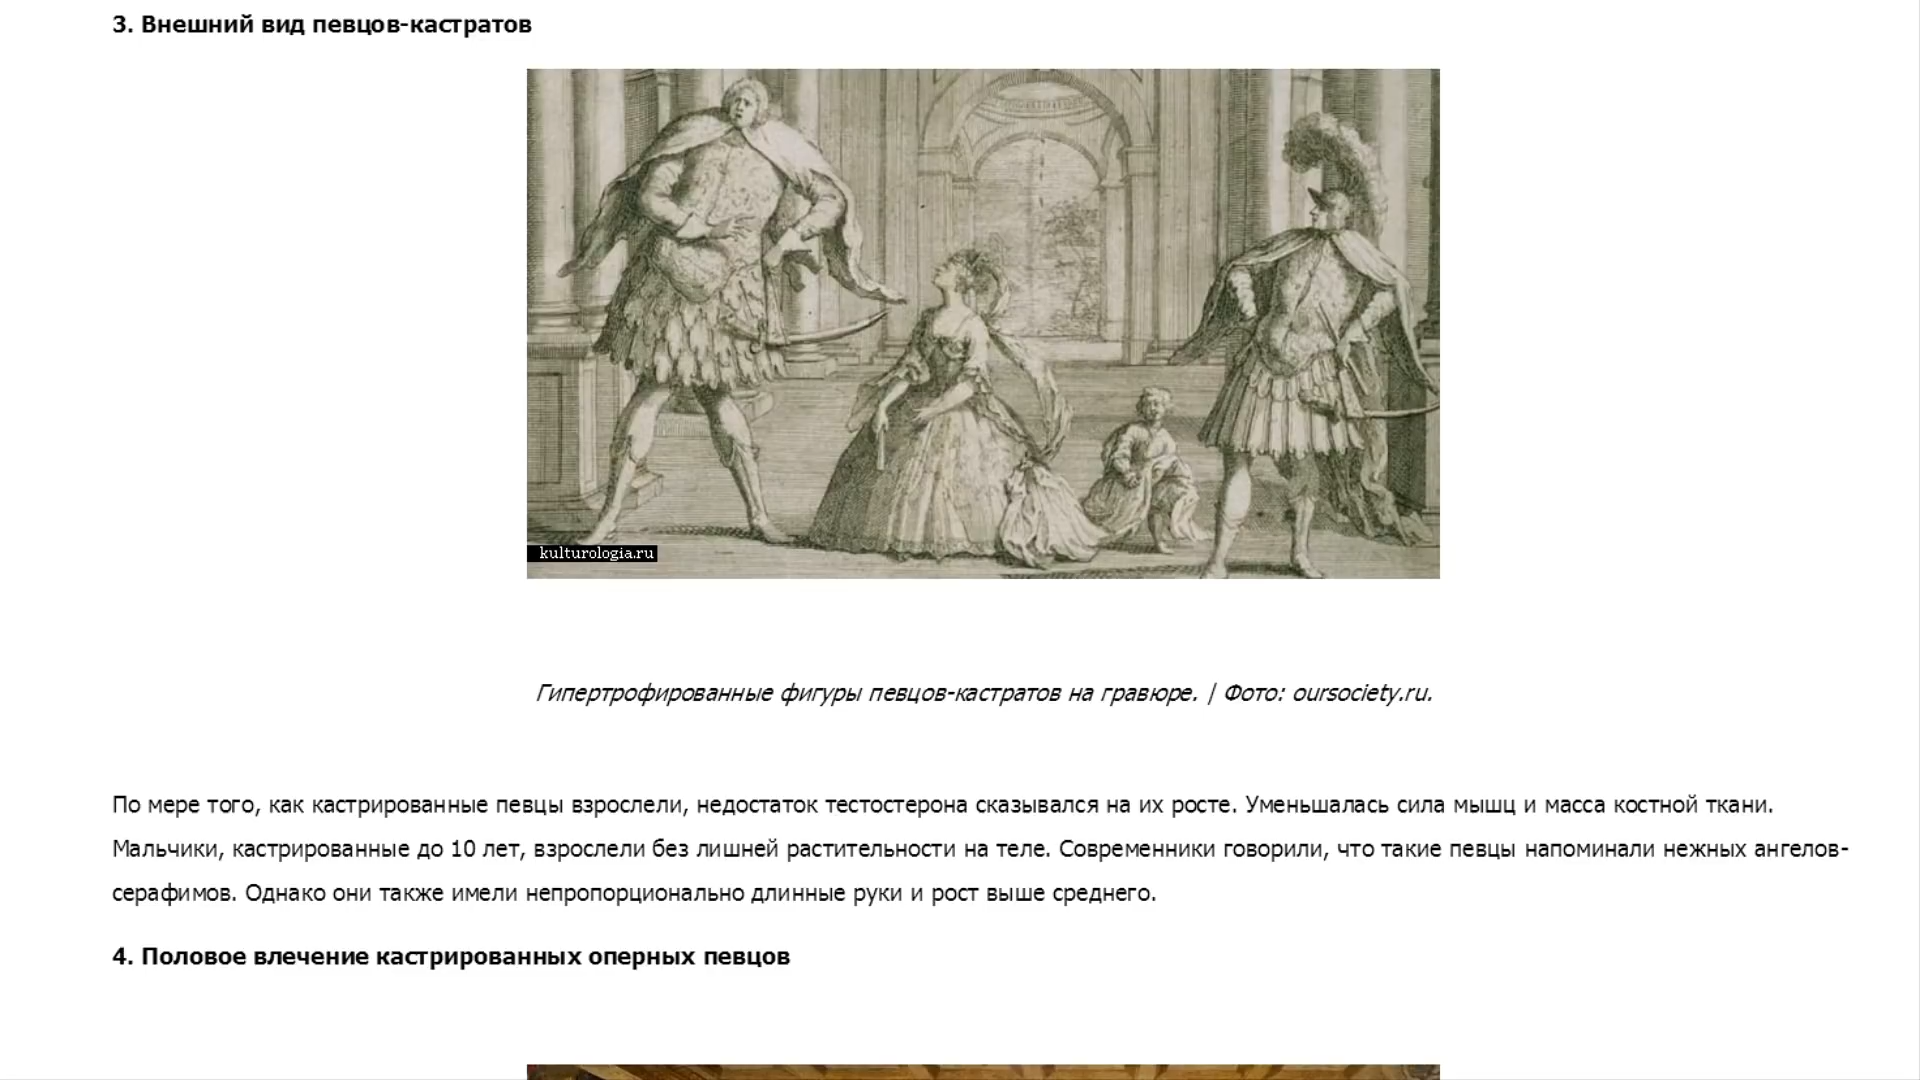 3. Внешний вид певцов-кастратов
kulturologia.ru
Гипертрофированные фигуры певцов-кастратов на гравюре. | Фото: oursociety.ru.
По мере того, как кастрированные певцы взрослели, недостаток тестостерона сказывался на их росте. Уменьшалась сила мышц и масса костной ткани.
Мальчики, кастрированные до 10 лет, взрослели без лишней растительности на теле. Современники говорили, что такие певцы напоминали нежных ангелов-
серафимов. Однако они также имели непропорционально длинные руки и рост выше среднего.
4. Половое влечение кастрированных оперных певцов